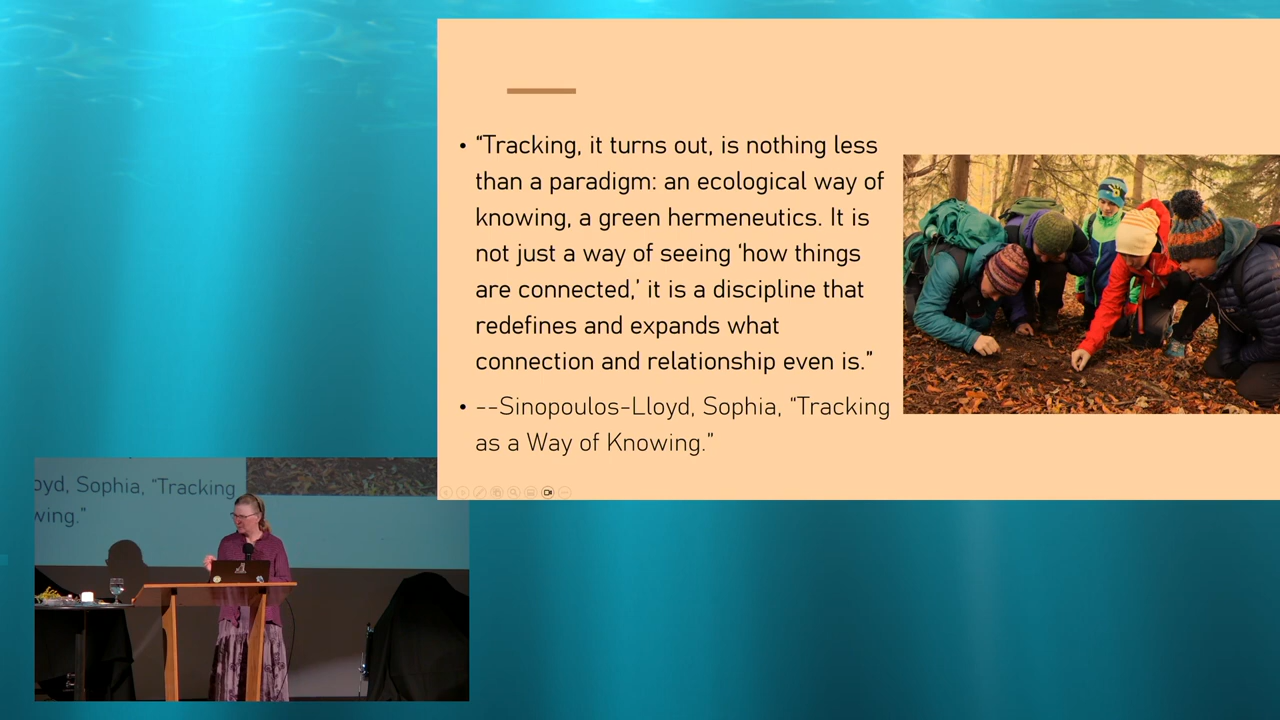 • “Tracking, it turns out, is nothing less
than a paradigm: an ecological way of
knowing, a green hermeneutics. It is
not just a way of seeing ‘how things
are connected,’ it is a discipline that
redefines and expands what
connection and relationship even is.”
• --Sinopoulos-Lloyd, Sophia, “Tracking
as a Way of Knowing.”
oyd, Sophia, “Tracking
wing.”